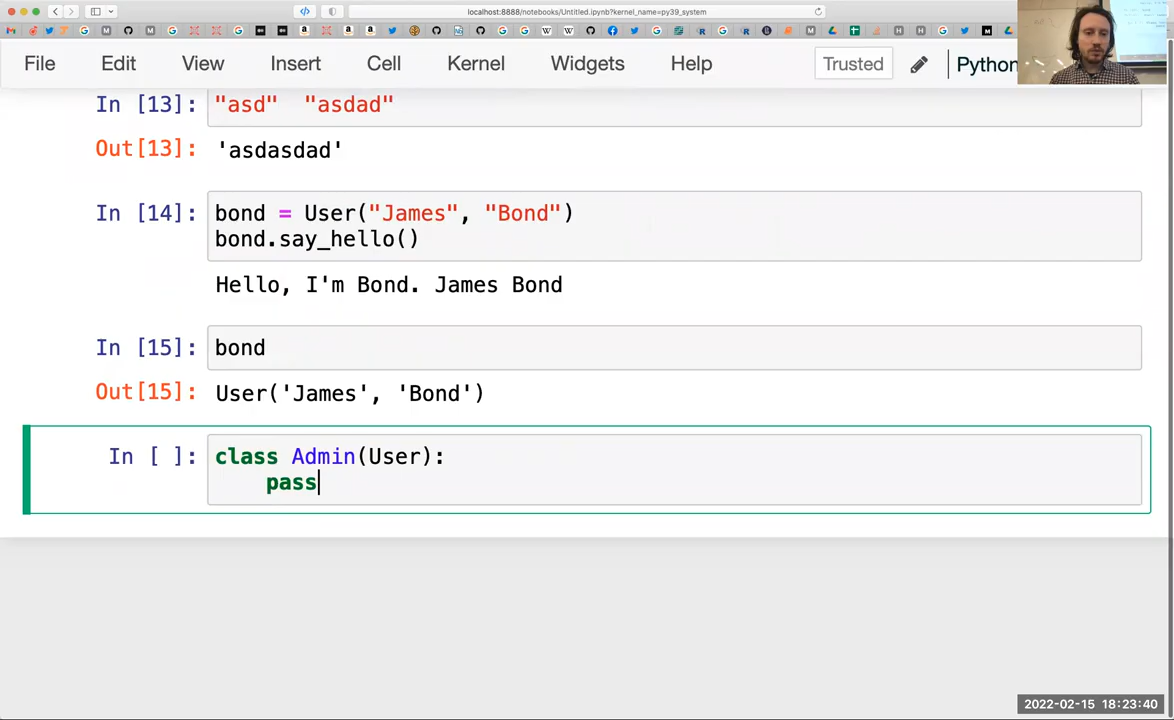 localhost:8888/notebooks/Untitled.ipynb?kernel_name=py39_system
File Edit View Insert Cell Kernel Widgets Help Trusted Python
In [13]: "asd"  "asdad"
Out[13]: 'asdasdad'
In [14]: bond = User("James", "Bond")
bond.say_hello()
Hello, I'm Bond. James Bond
In [15]: bond
Out[15]: User('James', 'Bond')
In [ ]: class Admin(User):
pass
2022-02-15 18:23:40